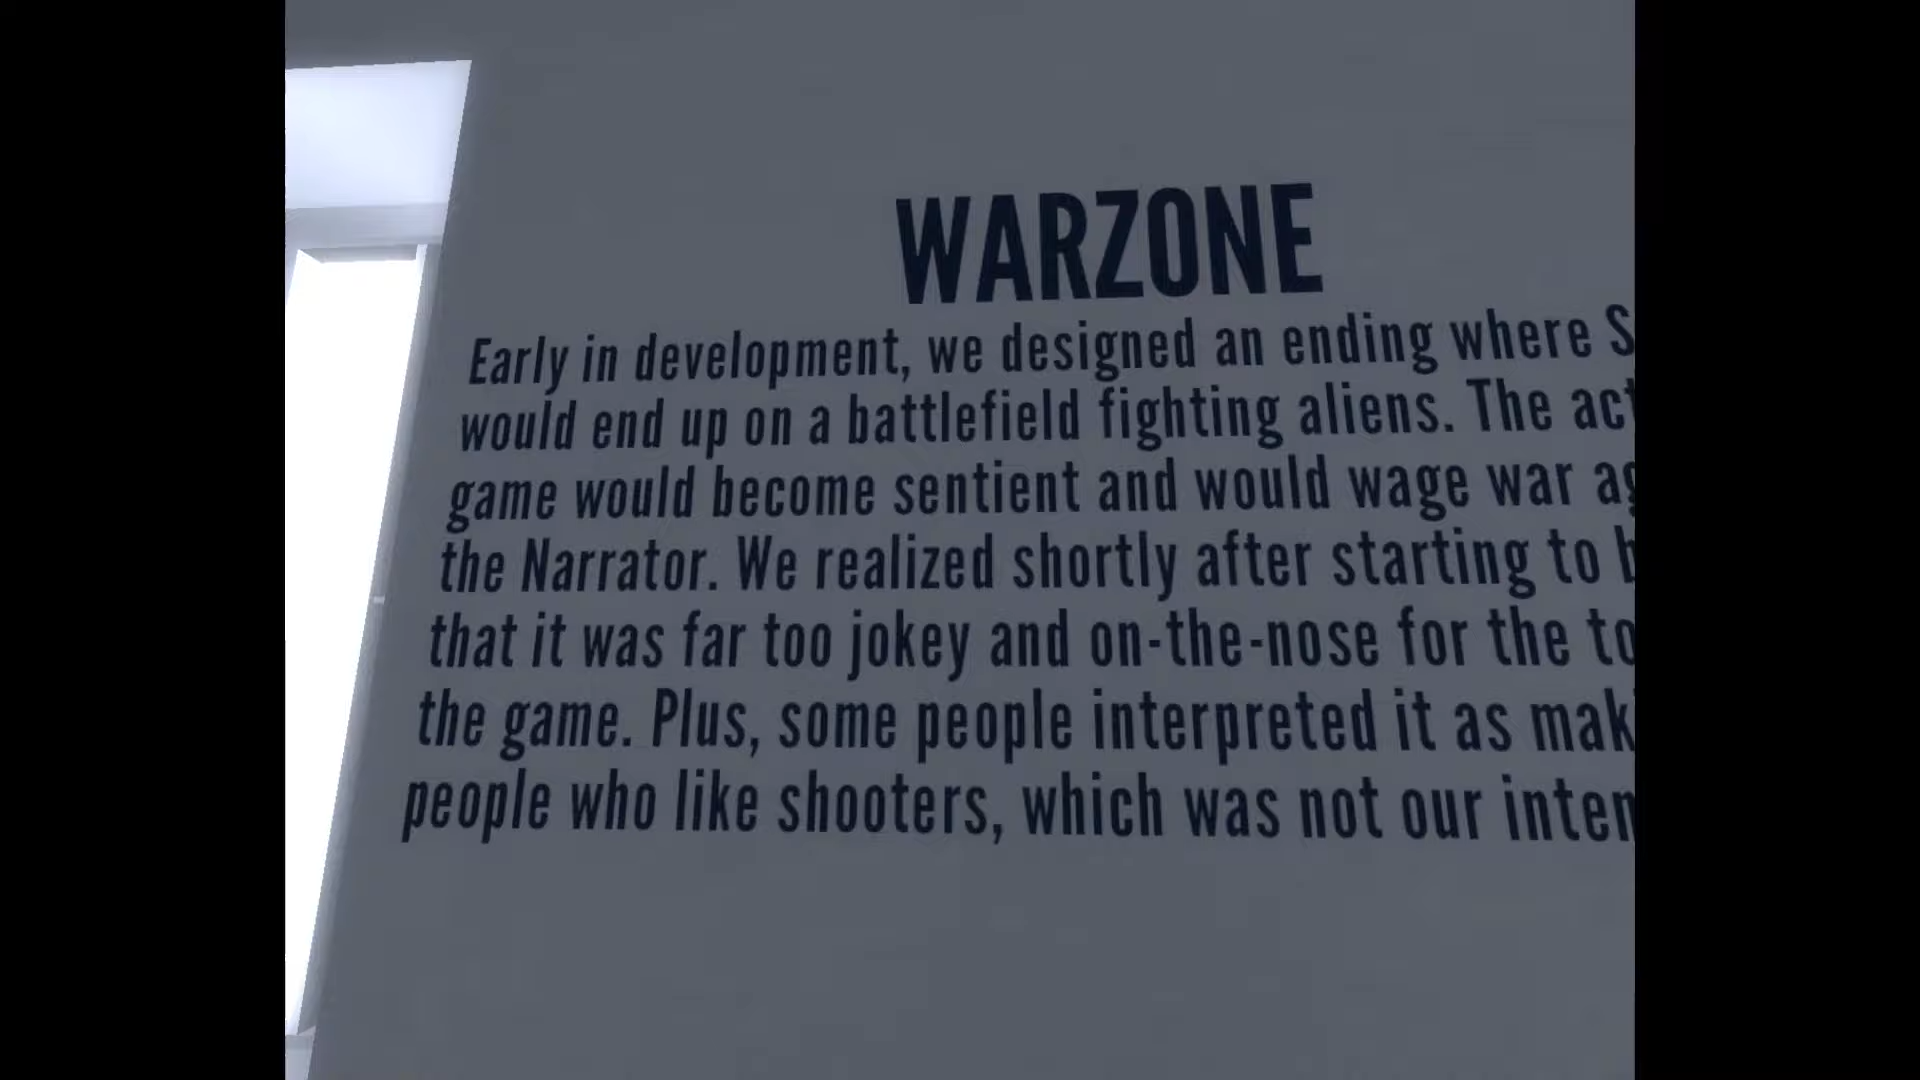 WARZONE
Early in development, we designed an ending where
would end up on a battlefield fighting aliens. The
game would become sentient and would wage war
the Narrator. We realized shortly after starting to
that it was far too jokey and on-the-nose for the
the game. Plus, some people interpreted it as
people who like shooters, which was not our